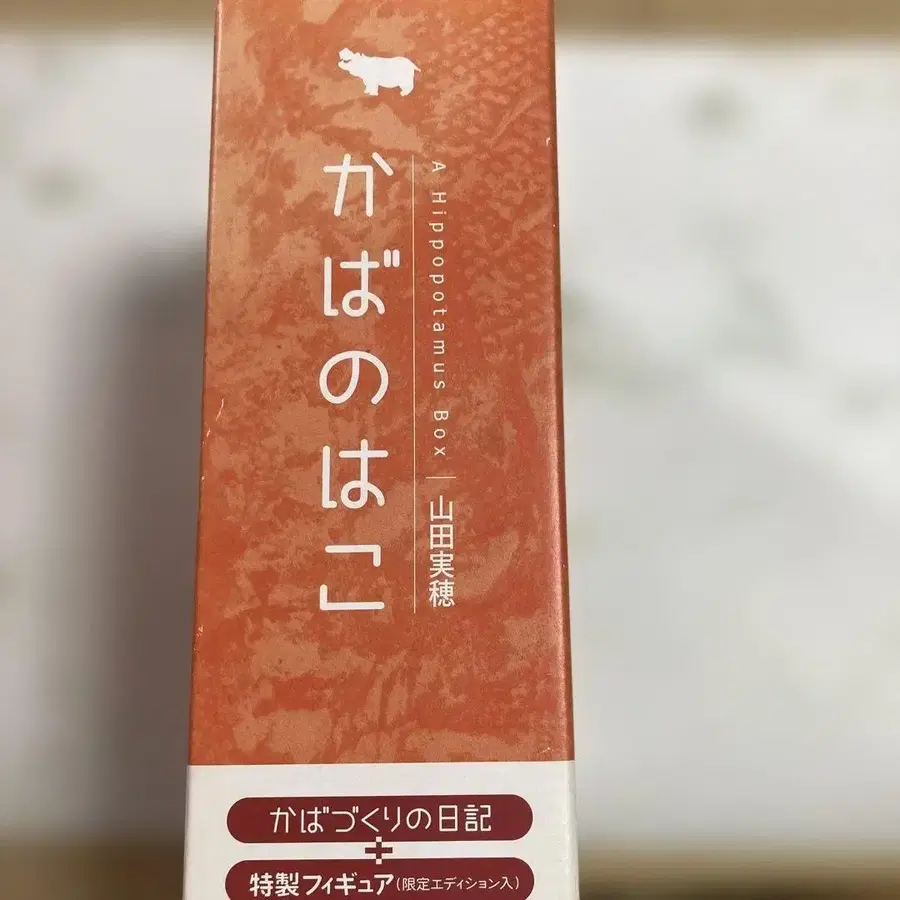 かばのはこ
A Hippopotamus Box | 山田実穂
かばづくりの日記
+
特製フィギュア(限定エディション入)